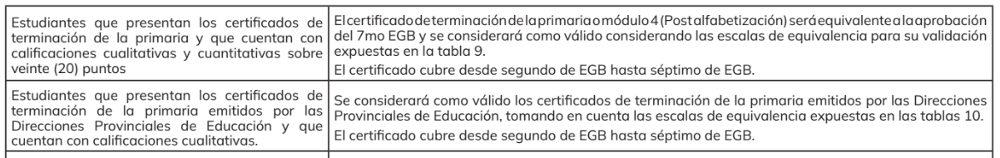 Estudiantes que presentan los certificados de
terminación de la primaria y que cuentan con
calificaciones cualitativas y cuantitativas sobre
veinte (20) puntos
El certificado de terminación de la primaria o módulo 4 (Post alfabetización) será equivalente a la aprobación
del 7mo EGB y se considerará como válido considerando las escalas de equivalencia para su validación
expuestas en la tabla 9.
El certificado cubre desde segundo de EGB hasta séptimo de EGB.
Estudiantes que presentan los certificados de
terminación de la primaria emitidos por las
Direcciones Provinciales de Educación y que
cuentan con calificaciones cualitativas.
Se considerará como válido los certificados de terminación de la primaria emitidos por las Direcciones
Provinciales de Educación, tomando en cuenta las escalas de equivalencia expuestas en las tablas 10.
El certificado cubre desde segundo de EGB hasta séptimo de EGB.